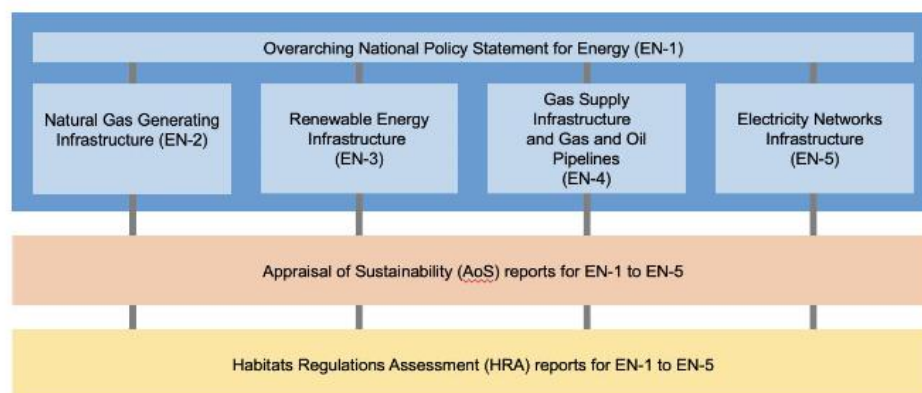 Overarching National Policy Statement for Energy (EN-1)
Natural Gas Generating
Infrastructure (EN-2)
Renewable Energy
Infrastructure
(EN-3)
Gas Supply
Infrastructure
and Gas and Oil
Pipelines
(EN-4)
Electricity Networks
Infrastructure
(EN-5)
Appraisal of Sustainability (AoS) reports for EN-1 to EN-5
Habitats Regulations Assessment (HRA) reports for EN-1 to EN-5